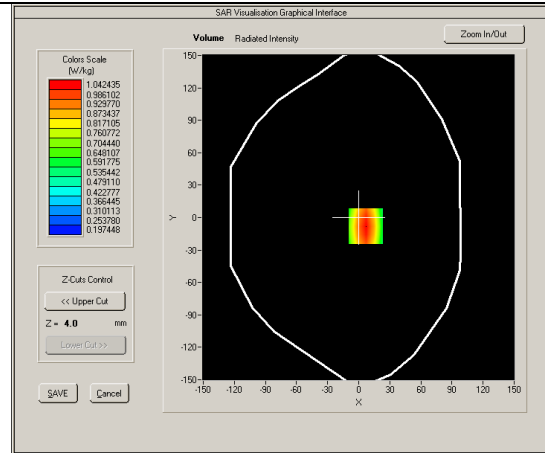 SAR Visualisation Graphical Interface
Volume Radiated Intensity
Zoom In/Out
Colors Scale
(W/kg)
1.042435
0.986102
0.929770
0.873437
0.817105
0.760772
0.704440
0.648107
0.591775
0.535442
0.479110
0.422777
0.366445
0.310113
0.253780
0.197448
Z-Cuts Control
<< Upper Cut
Z = 4.0 mm
Lower Cut >>
SAVE Cancel
150-
120-
90-
60-
30-
Y 0-
-30-
-60-
-90-
-120-
-150-
-150 -120 -90 -60 -30 0 30 60 90 120 150
X